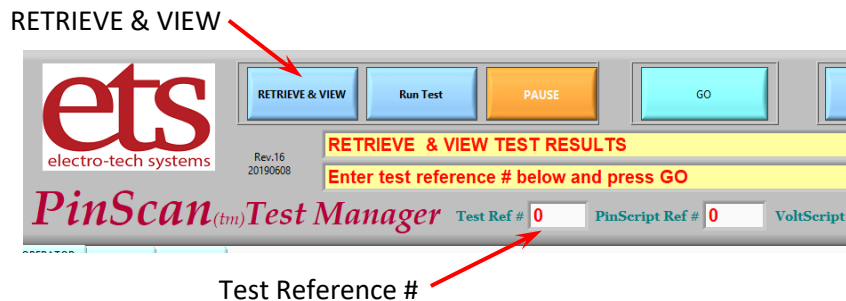 RETRIEVE & VIEW
RETRIEVE & VIEW Run Test PAUSE GO
ets
electro-tech systems
Rev.16
20190608
RETRIEVE & VIEW TEST RESULTS
Enter test reference # below and press GO
PinScan(tm)Test Manager Test Ref # 0 PinScript Ref # 0 VoltScript
OPERATOR
Test Reference #